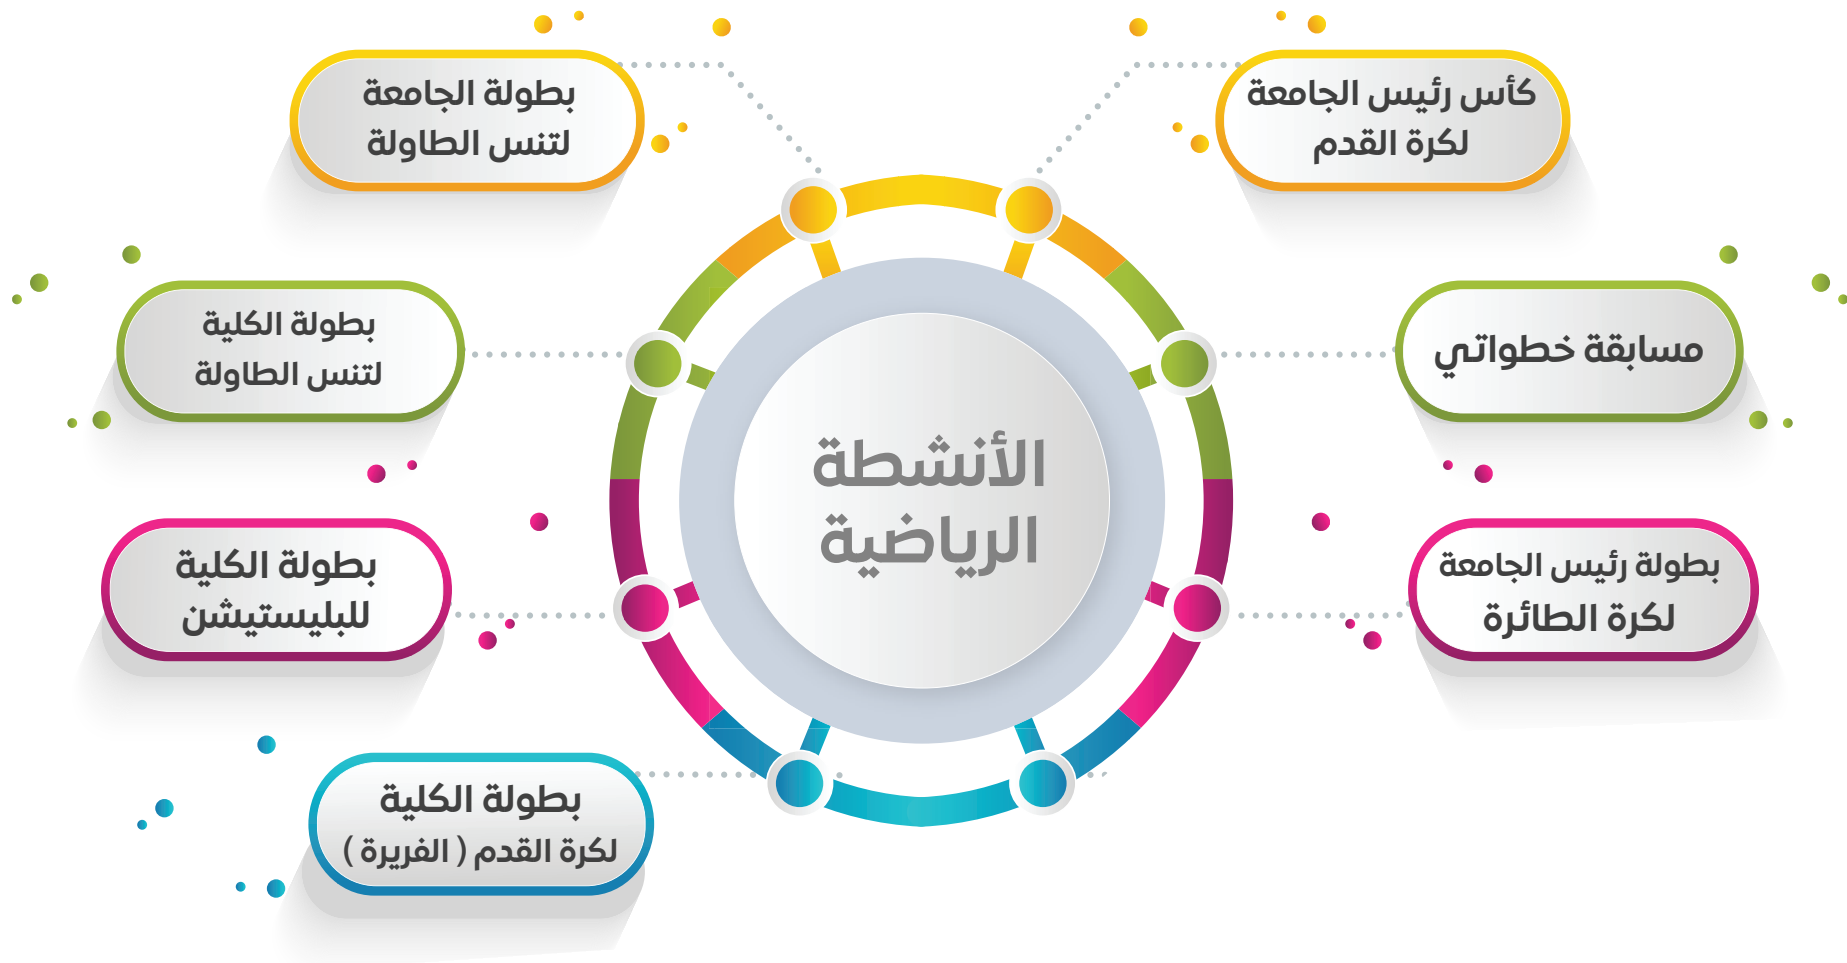 الأنشطة
الرياضية
كأس رئيس الجامعة
لكرة القدم
مسابقة خطواتي
بطولة رئيس الجامعة
لكرة الطائرة
بطولة الجامعة
لتنس الطاولة
بطولة الكلية
لتنس الطاولة
بطولة الكلية
للبليستيشن
بطولة الكلية
لكرة القدم ( الفريرة )